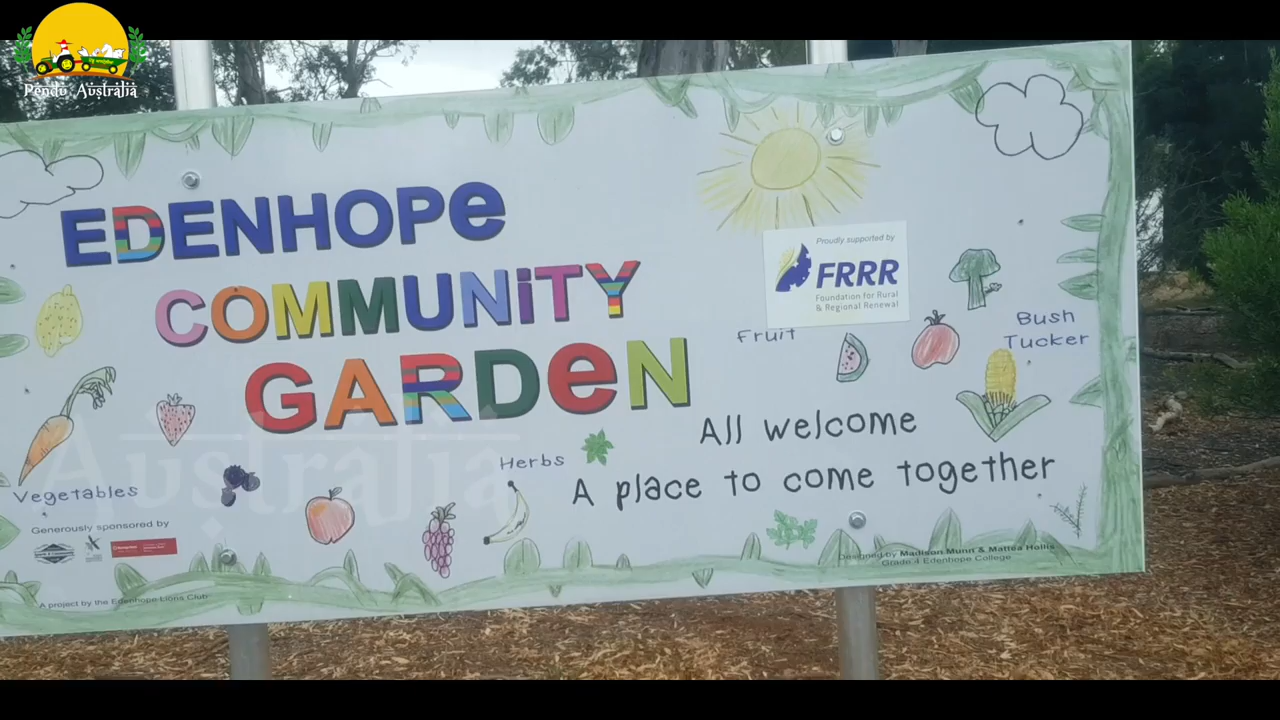 Pendu Australia
EDENHOPe
COMMUNiTY
GARDeN
Proudly supported by
FRRR
Foundation for Rural
& Regional Renewal
Fruit
Bush
Tucker
All welcome
Herbs
A place to come together
Vegetables
Generously sponsored by
Designed by Madison Munn & Mattea Hollis
Grade 4 Edenhope College
A project by the Edenhope Lions Club
Australia